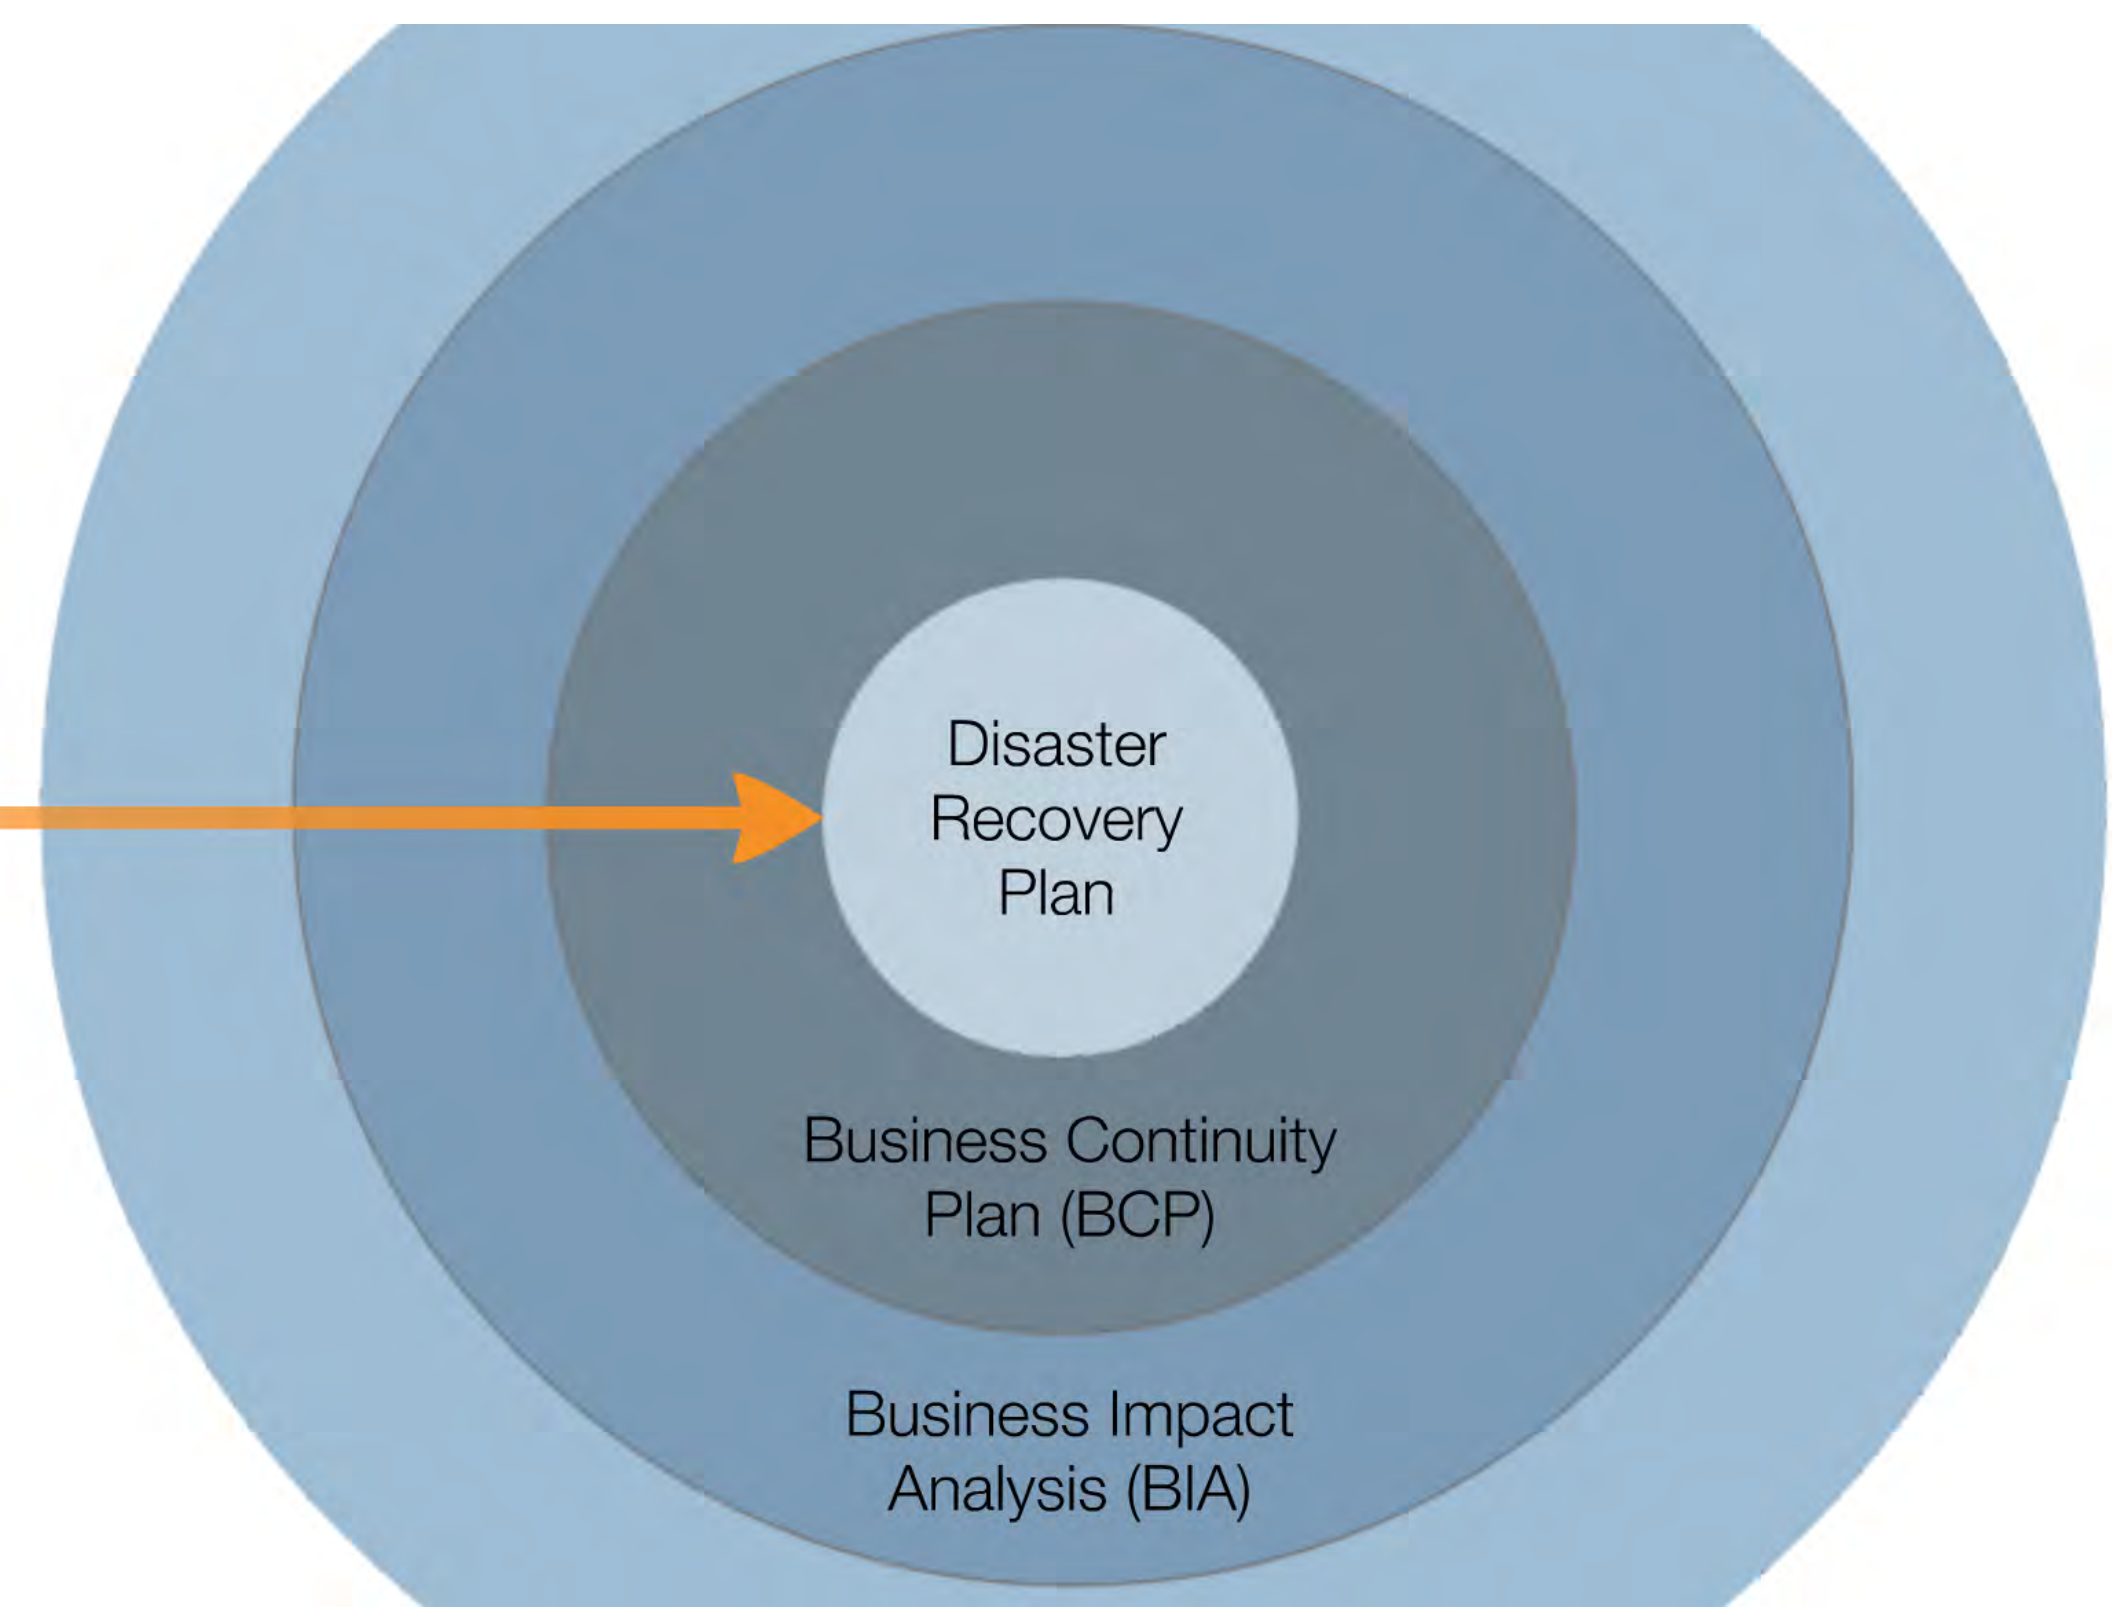 Disaster
Recovery
Plan
Business Continuity
Plan (BCP)
Business Impact
Analysis (BIA)